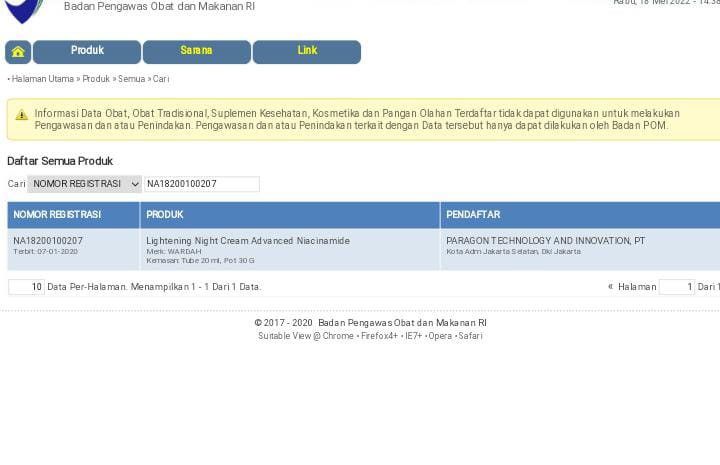 Badan Pengawas Obat dan Makanan RI
Rabu, 18 Mei 2022 - 14.38
Produk
Sarana
Link
• Halaman Utama » Produk » Semua » Cari
Informasi Data Obat, Obat Tradisional, Suplemen Kesehatan, Kosmetika dan Pangan Olahan Terdaftar tidak dapat digunakan untuk melakukan
Pengawasan dan atau Penindakan. Pengawasan dan atau Penindakan terkait dengan Data tersebut hanya dapat dilakukan oleh Badan POM.
Daftar Semua Produk
Cari NOMOR REGISTRASI NA18200100207
NOMOR REGISTRASI PRODUK PENDAFTAR
NA18200100207 Lightening Night Cream Advanced Niacinamide PARAGON TECHNOLOGY AND INNOVATION, PT
Terbit: 07-01-2020 Merk: WARDAH Kota Adm Jakarta Selatan, Dki Jakarta
Kemasan: Tube 20 ml, Pot 30 G
10 Data Per-Halaman. Menampilkan 1 - 1 Dari 1 Data. « Halaman 1 Dari 1
© 2017 - 2020 Badan Pengawas Obat dan Makanan RI
Suitable View @ Chrome • Firefox4+ • IE7+ • Opera • Safari